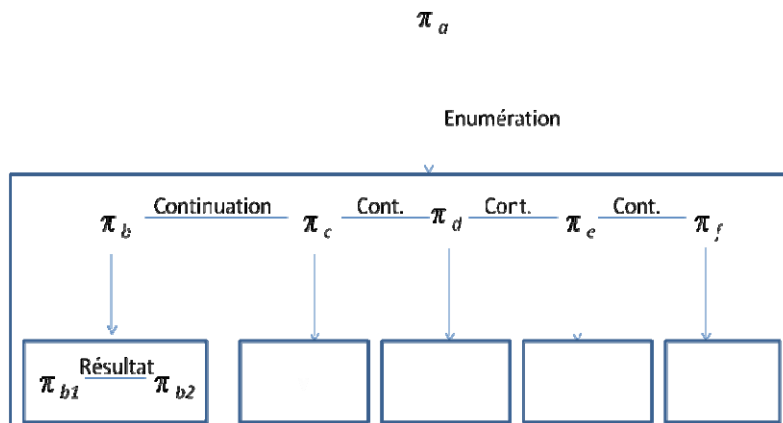 π a
Enumération
Continuation Cont. Cort. Cont.
π b π c π d π e π f
Résultat
π b1 π b2